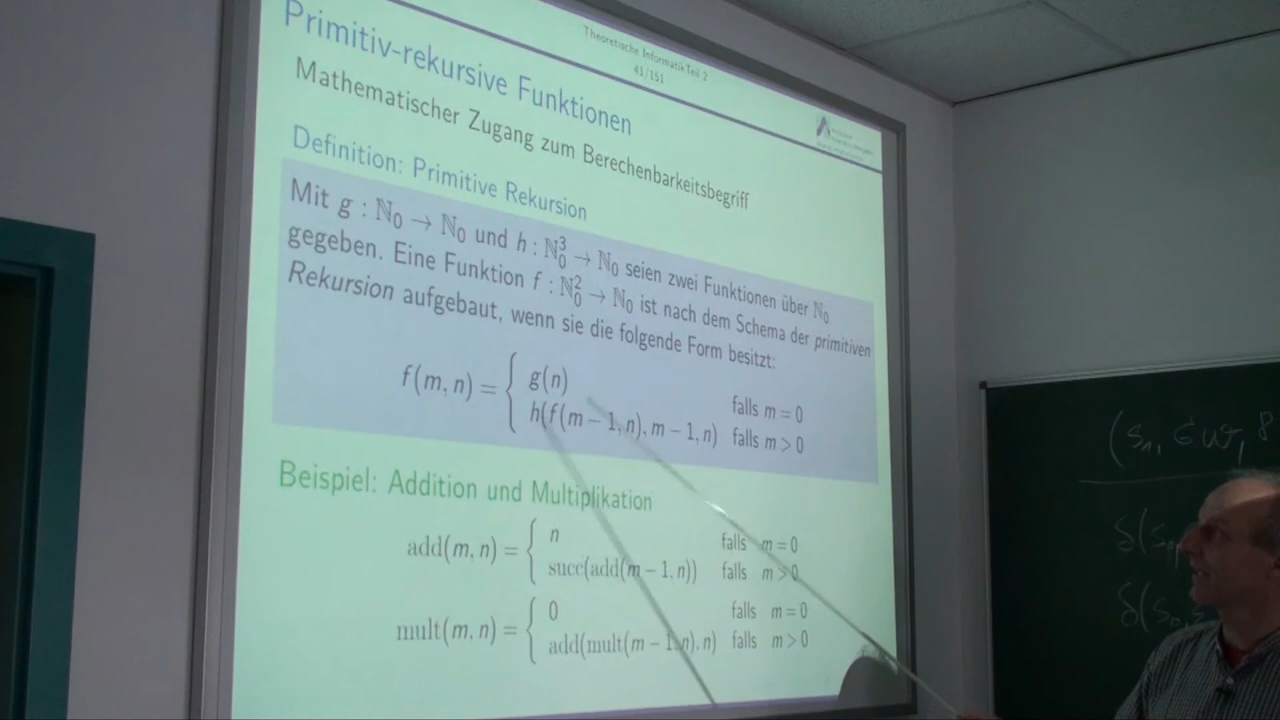 Theoretische Informatik Teil 2
41/151
Primitiv-rekursive Funktionen
Mathematischer Zugang zum Berechenbarkeitsbegriff
Definition: Primitive Rekursion
Mit g : ℕ₀ → ℕ₀ und h : ℕ₀³ → ℕ₀ seien zwei Funktionen über ℕ₀
gegeben. Eine Funktion f : ℕ₀² → ℕ₀ ist nach dem Schema der primitiven
Rekursion aufgebaut, wenn sie die folgende Form besitzt:
f(m, n) = { g(n) falls m = 0
h(f(m − 1, n), m − 1, n) falls m > 0
Beispiel: Addition und Multiplikation
add(m, n) = { n falls m = 0
succ(add(m − 1, n)) falls m > 0
mult(m, n) = { 0 falls m = 0
add(mult(m − 1, n), n) falls m > 0